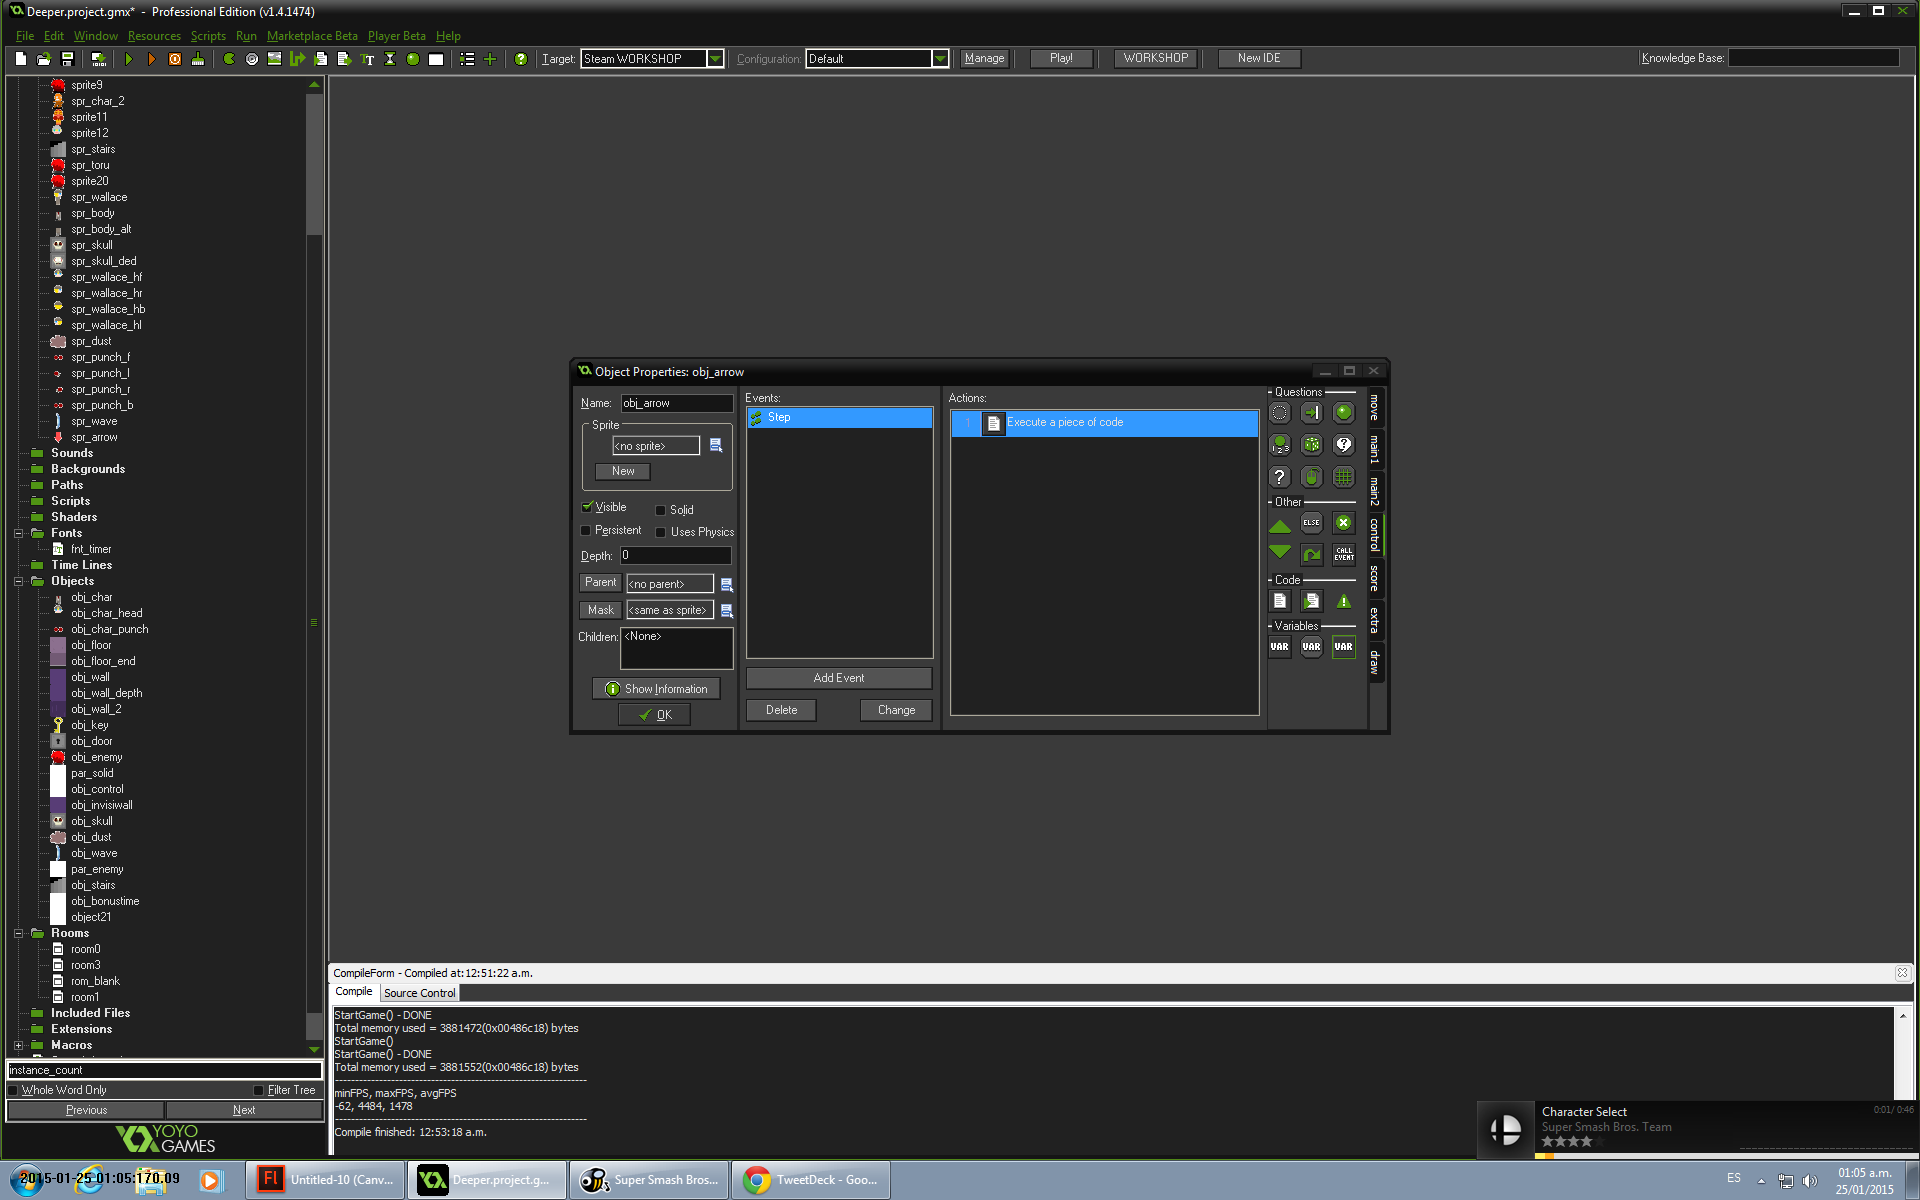 Deeper.project.gmx* - Professional Edition (v1.4.1474)
File Edit Window Resources Scripts Run Marketplace Beta Player Beta Help
Target: Steam WORKSHOP Configuration: Default Manage Play! WORKSHOP New IDE Knowledge Base:
sprite9
spr_char_2
sprite11
sprite12
spr_stairs
spr_toru
sprite20
spr_wallace
spr_body
spr_body_alt
spr_skull
spr_skull_ded
spr_wallace_hf
spr_wallace_hr
spr_wallace_hb
spr_wallace_hl
spr_dust
spr_punch_f
spr_punch_l
spr_punch_r
spr_punch_b
spr_wave
spr_arrow
Sounds
Backgrounds
Paths
Scripts
Shaders
Fonts
fnt_timer
Time Lines
Objects
obj_char
obj_char_head
obj_char_punch
obj_floor
obj_floor_end
obj_wall
obj_wall_depth
obj_wall_2
obj_key
obj_door
obj_enemy
par_solid
obj_control
obj_invisiwall
obj_skull
obj_dust
obj_wave
par_enemy
obj_stairs
obj_bonustime
object21
Rooms
room0
room3
rom_blank
room1
Included Files
Extensions
Macros
instance_count
Whole Word Only Filter Tree
Previous Next
YOYO
GAMES
Object Properties: obj_arrow
Name: obj_arrow
Sprite
<no sprite>
New
Visible Solid
Persistent Uses Physics
Depth: 0
Parent <no parent>
Mask <same as sprite>
Children: <None>
Show Information
OK
Events:
Step
Add Event
Delete Change
Actions:
1 Execute a piece of code
Questions
1 2 3
?
Other
ELSE
CALL
EVENT
Code
Variables
VAR VAR VAR
move
main1
main2
control
score
extra
draw
CompileForm - Compiled at: 12:51:22 a.m.
Compile Source Control
StartGame() - DONE
Total memory used = 3881472(0x00486c18) bytes
StartGame()
StartGame() - DONE
Total memory used = 3881552(0x00486c18) bytes
minFPS, maxFPS, avgFPS
-62, 4484, 1478
Compile finished: 12:53:18 a.m.
Character Select 0:01/ 0:46
Super Smash Bros. Team
2015-01-25 01:05:170.09
Fl Untitled-10 (Canv...
Deeper.project.g...
Super Smash Bros...
TweetDeck - Goo...
ES
01:05 a.m.
25/01/2015